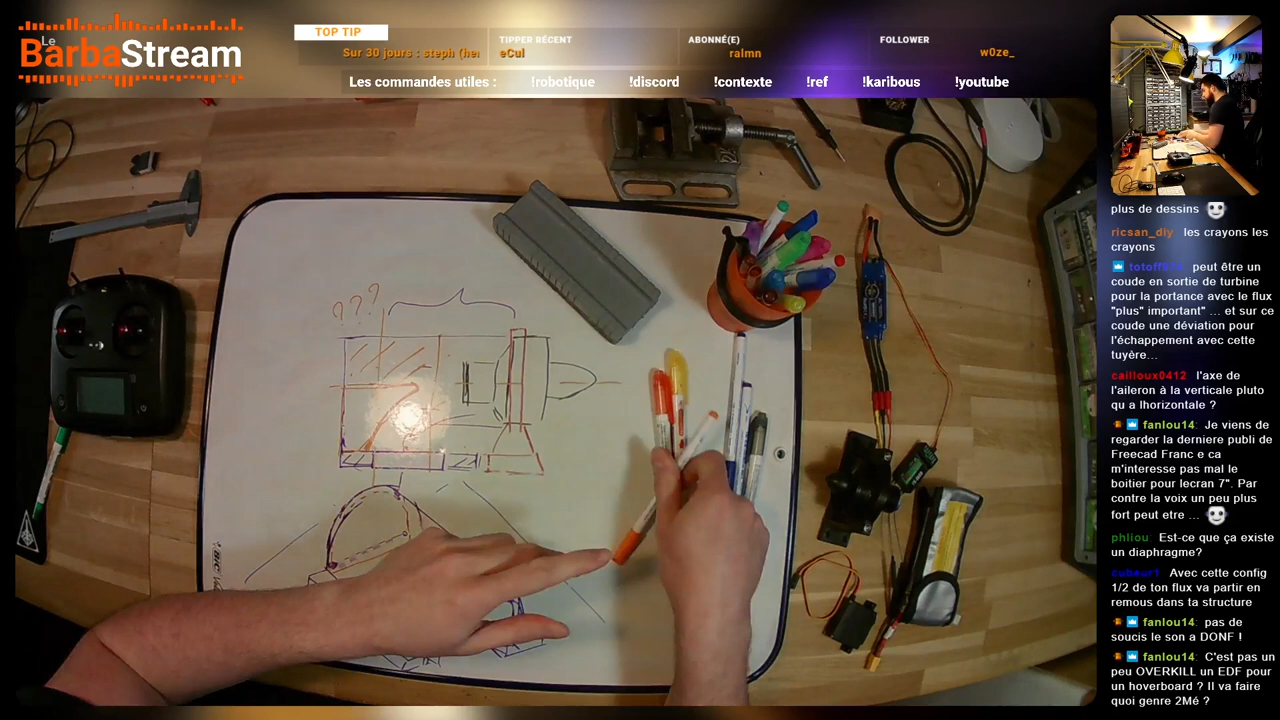 Le
BarbaStream
TOP TIP
Sur 30 jours : steph (he
TIPPER RÉCENT
eCul
ABONNÉ(E)
ralmn
FOLLOWER
w0ze_
Les commandes utiles : !robotique !discord !contexte !ref !karibous !youtube
???
BIC
plus de dessins
ricsan_diy les crayons les
crayons
peut être un
coude en sortie de turbine
pour la portance avec le flux
"plus" important" ... et sur ce
coude une déviation pour
l'échappement avec cette
tuyère...
cailloux0412 l'axe de
l'aileron à la verticale pluto
qu a lhorizontale ?
fanlou14: Je viens de
regarder la derniere publi de
Freecad Franc e ca
m'interesse pas mal le
boitier pour lecran 7". Par
contre la voix un peu plus
fort peut etre ...
phliou Est-ce que ça existe
un diaphragme?
cubeur1 Avec cette config
1/2 de ton flux va partir en
remous dans ta structure
fanlou14: pas de
soucis le son a DONF !
fanlou14: C'est pas un
peu OVERKILL un EDF pour
un hoverboard ? Il va faire
quoi genre 2Mé ?